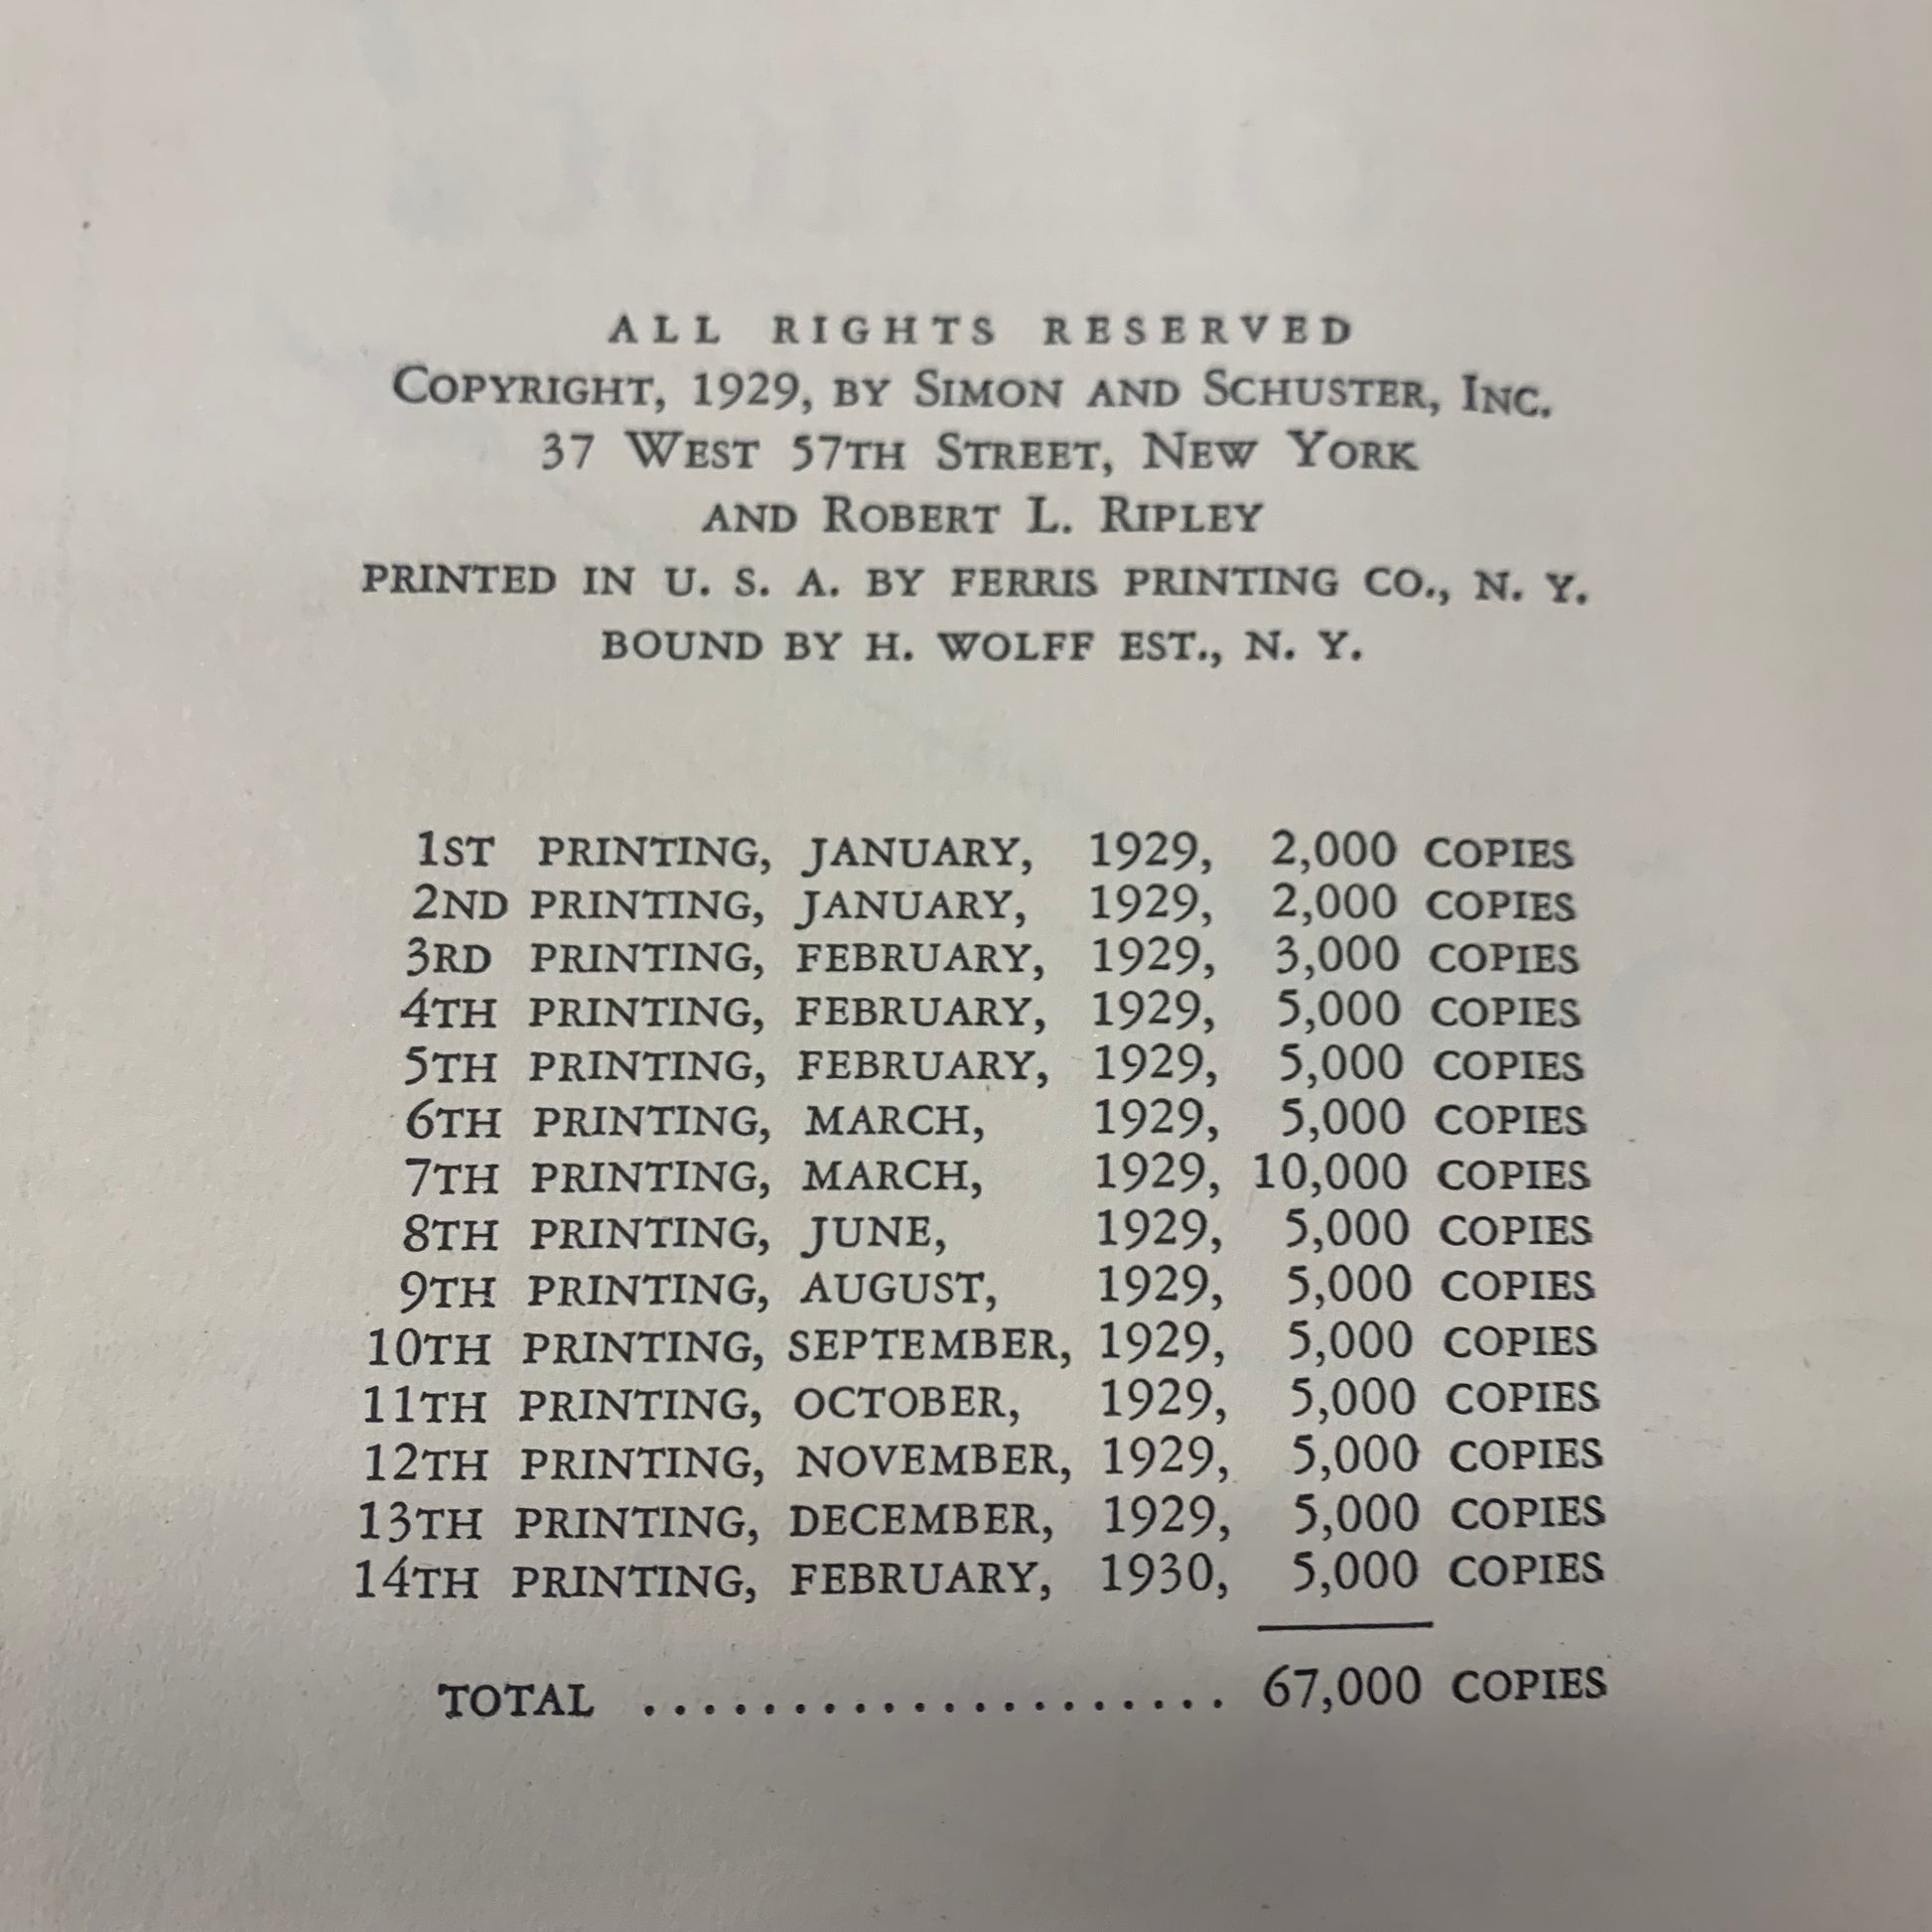 ALL RIGHTS RESERVED
COPYRIGHT, 1929, BY SIMON AND SCHUSTER, INC.
37 WEST 57TH STREET, NEW YORK
AND ROBERT L. RIPLEY
PRINTED IN U. S. A. BY FERRIS PRINTING CO., N. Y.
BOUND BY H. WOLFF EST., N. Y.
1ST PRINTING, JANUARY, 1929, 2,000 COPIES
2ND PRINTING, JANUARY, 1929, 2,000 COPIES
3RD PRINTING, FEBRUARY, 1929, 3,000 COPIES
4TH PRINTING, FEBRUARY, 1929, 5,000 COPIES
5TH PRINTING, FEBRUARY, 1929, 5,000 COPIES
6TH PRINTING, MARCH, 1929, 5,000 COPIES
7TH PRINTING, MARCH, 1929, 10,000 COPIES
8TH PRINTING, JUNE, 1929, 5,000 COPIES
9TH PRINTING, AUGUST, 1929, 5,000 COPIES
10TH PRINTING, SEPTEMBER, 1929, 5,000 COPIES
11TH PRINTING, OCTOBER, 1929, 5,000 COPIES
12TH PRINTING, NOVEMBER, 1929, 5,000 COPIES
13TH PRINTING, DECEMBER, 1929, 5,000 COPIES
14TH PRINTING, FEBRUARY, 1930, 5,000 COPIES
TOTAL .................... 67,000 COPIES